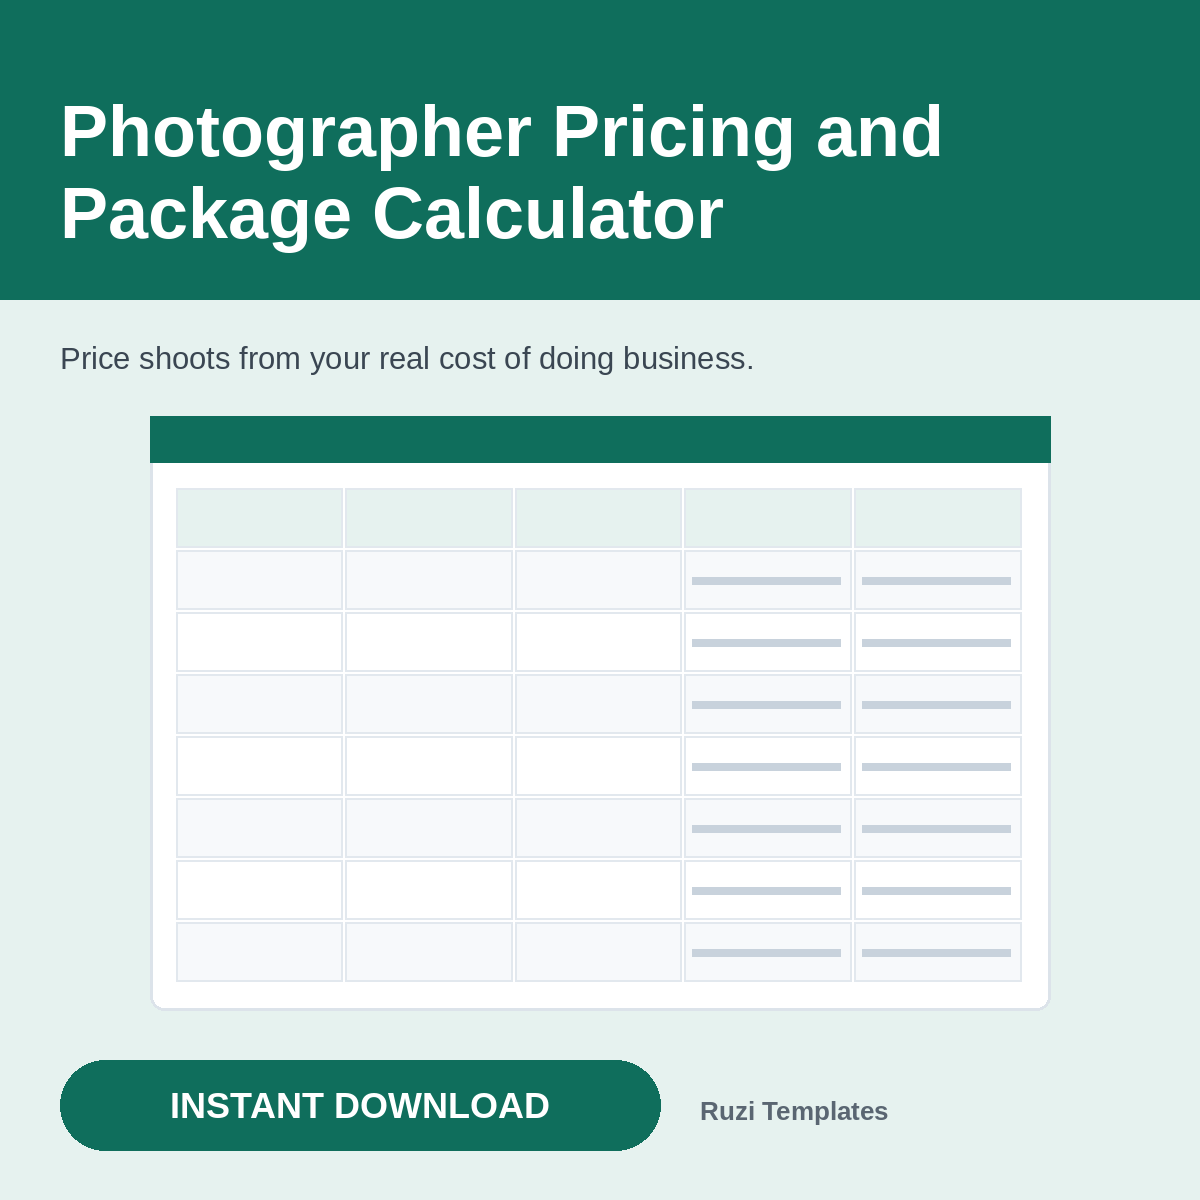 Photographer Pricing and
Package Calculator
Price shoots from your real cost of doing business.
INSTANT DOWNLOAD
Ruzi Templates